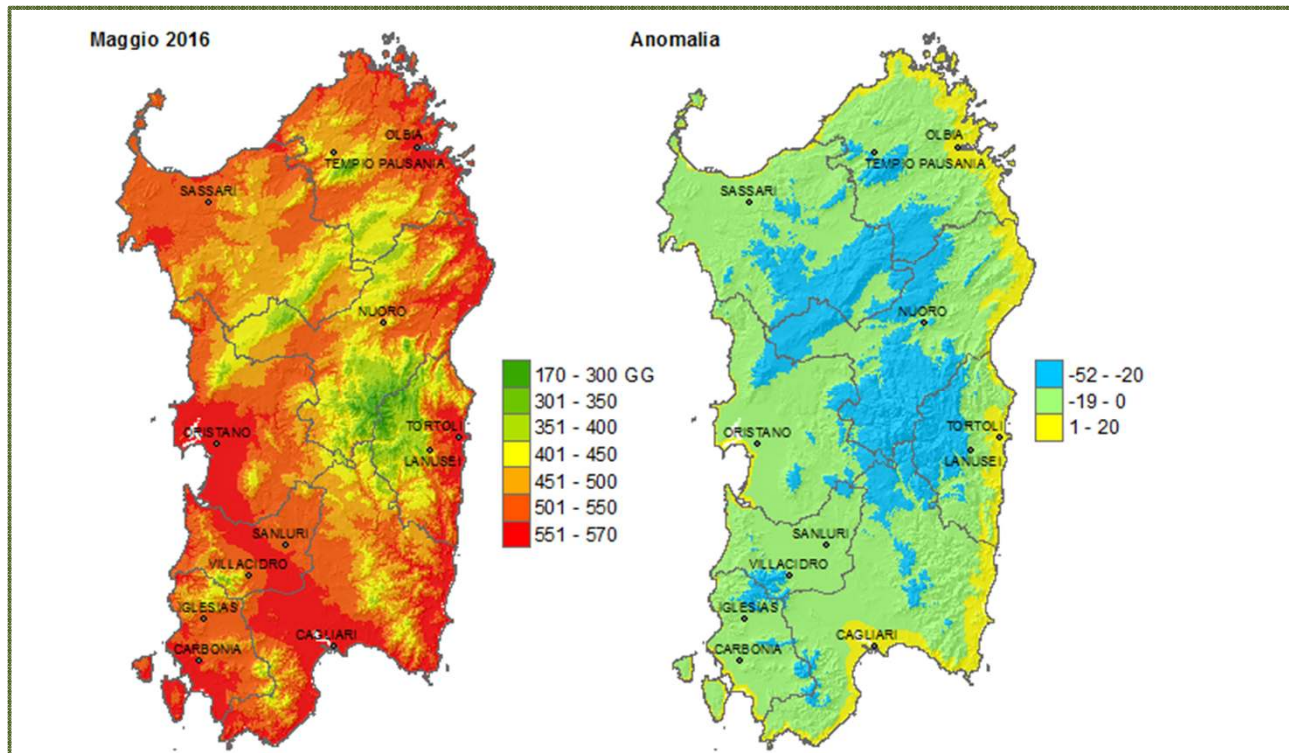 Maggio 2016
OLBIA
TEMPIO PAUSANIA
SASSARI
NUORO
ORISTANO
TORTOLI
LANUSEI
SANLURI
VILLACIDRO
IGLESIAS
CAGLIARI
CARBONIA
170 - 300 GG
301 - 350
351 - 400
401 - 450
451 - 500
501 - 550
551 - 570
Anomalia
OLBIA
TEMPIO PAUSANIA
SASSARI
NUORO
ORISTANO
TORTOLI
LANUSEI
SANLURI
VILLACIDRO
IGLESIAS
CAGLIARI
CARBONIA
-52 - -20
-19 - 0
1 - 20